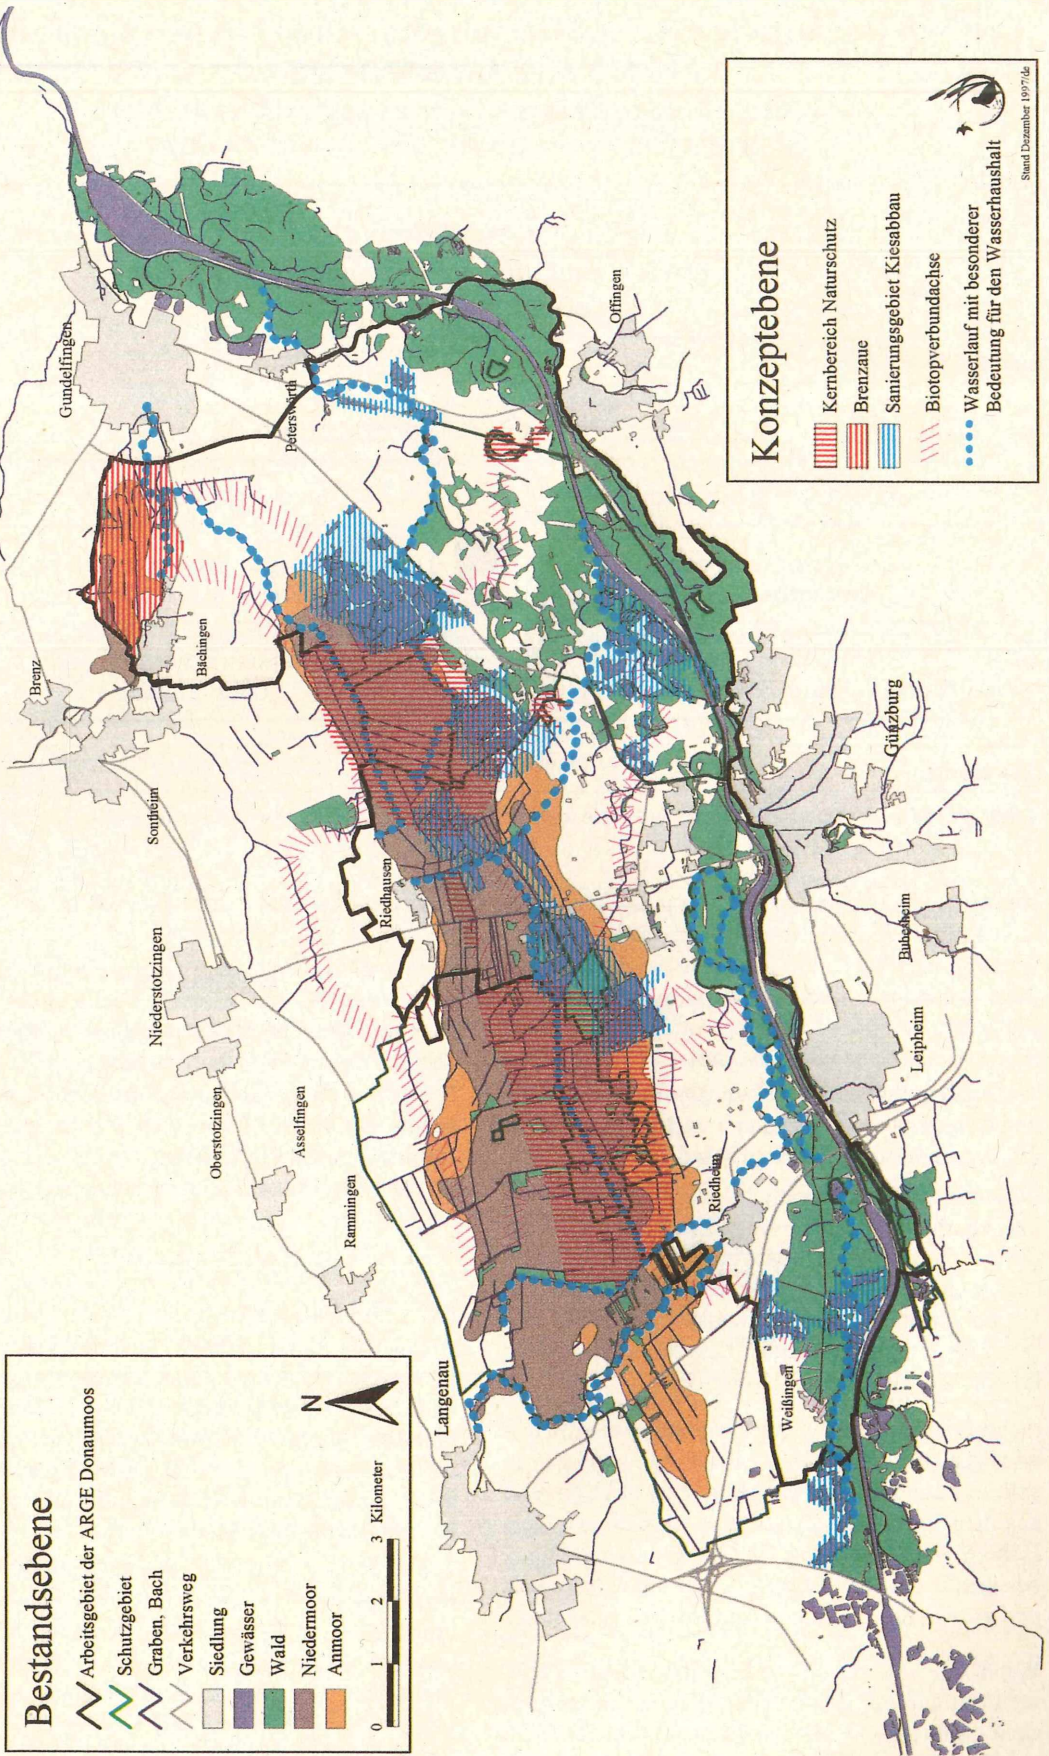 Bestandsebene
Arbeitsgebiet der ARGE Donaumoos
Schutzgebiet
Graben, Bach
Verkehrsweg
Siedlung
Gewässer
Wald
Niedermoor
Anmoor
0 1 2 3 Kilometer
N
Langenau
Rammingen
Asselfingen
Oberstotzingen
Niederstotzingen
Sontheim
Brenz
Bächingen
Gundelfingen
Peterswörth
Riedhausen
Offingen
Riedheim
Weißingen
Leipheim
Bubesheim
Günzburg
Konzeptebene
Kernbereich Naturschutz
Brenzaue
Sanierungsgebiet Kiesabbau
Biotopverbundachse
Wasserlauf mit besonderer
Bedeutung für den Wasserhaushalt
Stand Dezember 1997/de